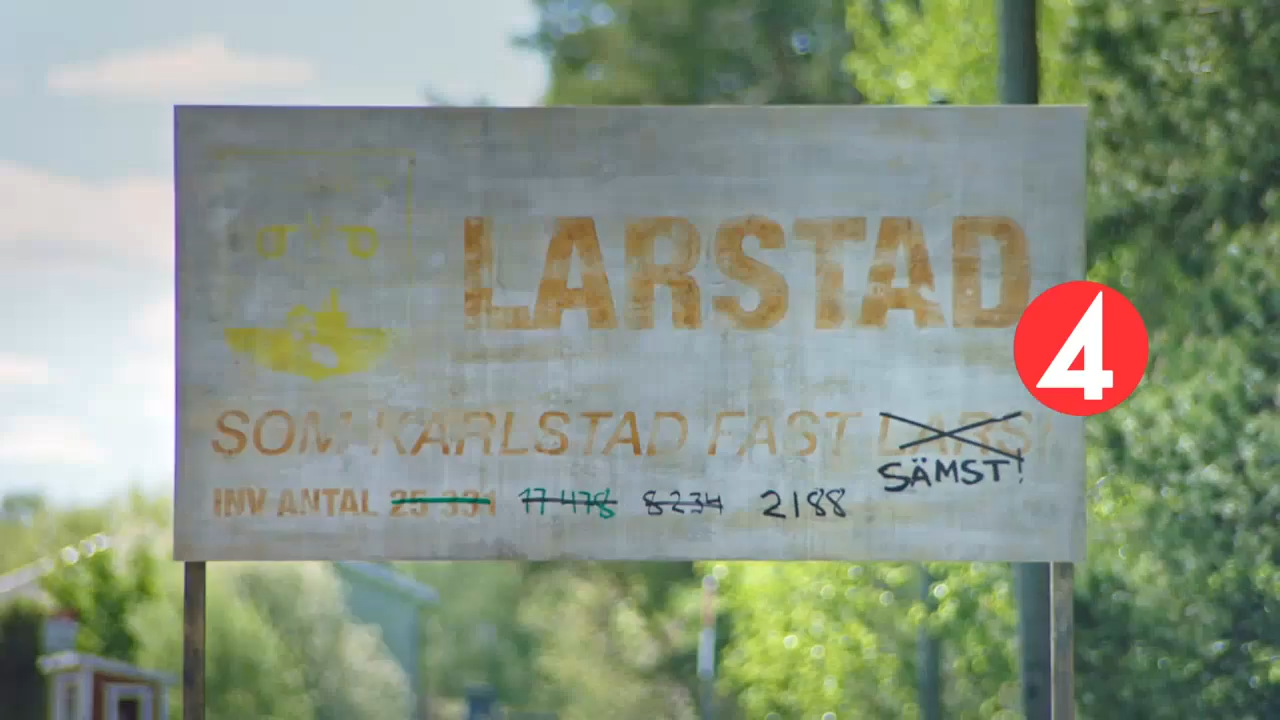 LARSTAD
4
SOM KARLSTAD FAST LARS!
SÄMST!
INV ANTAL 25 331 17 478 8234 2188